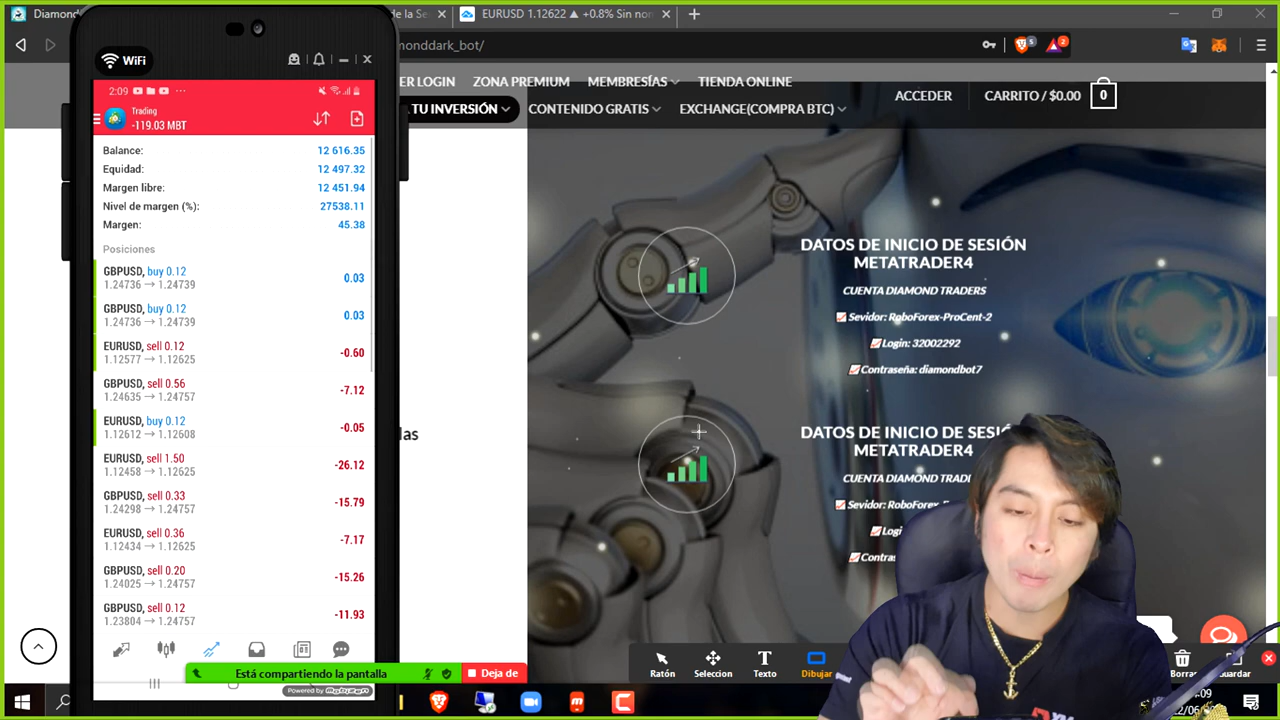 Diamond
de la Se
EURUSD 1.12622 ▲ +0.8% Sin nom
monddark_bot/
WiFi
ER LOGIN ZONA PREMIUM MEMBRESÍAS TIENDA ONLINE
TU INVERSIÓN CONTENIDO GRATIS EXCHANGE(COMPRA BTC)
ACCEDER CARRITO / $0.00 0
2:09
Trading
-119.03 MBT
Balance: 12 616.35
Equidad: 12 497.32
Margen libre: 12 451.94
Nivel de margen (%): 27538.11
Margen: 45.38
Posiciones
GBPUSD, buy 0.12
1.24736 → 1.24739 0.03
GBPUSD, buy 0.12
1.24736 → 1.24739 0.03
EURUSD, sell 0.12
1.12577 → 1.12625 -0.60
GBPUSD, sell 0.56
1.24635 → 1.24757 -7.12
EURUSD, buy 0.12
1.12612 → 1.12608 -0.05
EURUSD, sell 1.50
1.12458 → 1.12625 -26.12
GBPUSD, sell 0.33
1.24298 → 1.24757 -15.79
EURUSD, sell 0.36
1.12434 → 1.12625 -7.17
GBPUSD, sell 0.20
1.24025 → 1.24757 -15.26
GBPUSD, sell 0.12
1.23804 → 1.24757 -11.93
das
DATOS DE INICIO DE SESIÓN
METATRADER4
CUENTA DIAMOND TRADERS
Sevidor: RoboForex-ProCent-2
Login: 32002292
Contraseña: diamondbot7
DATOS DE INICIO DE SESIÓ
METATRADER4
CUENTA DIAMOND TRAD
Sevidor: RoboForex-
Log
Contras
Está compartiendo la pantalla Deja de
Powered by
Ratón Seleccion Texto Dibujar Borrar Guardar